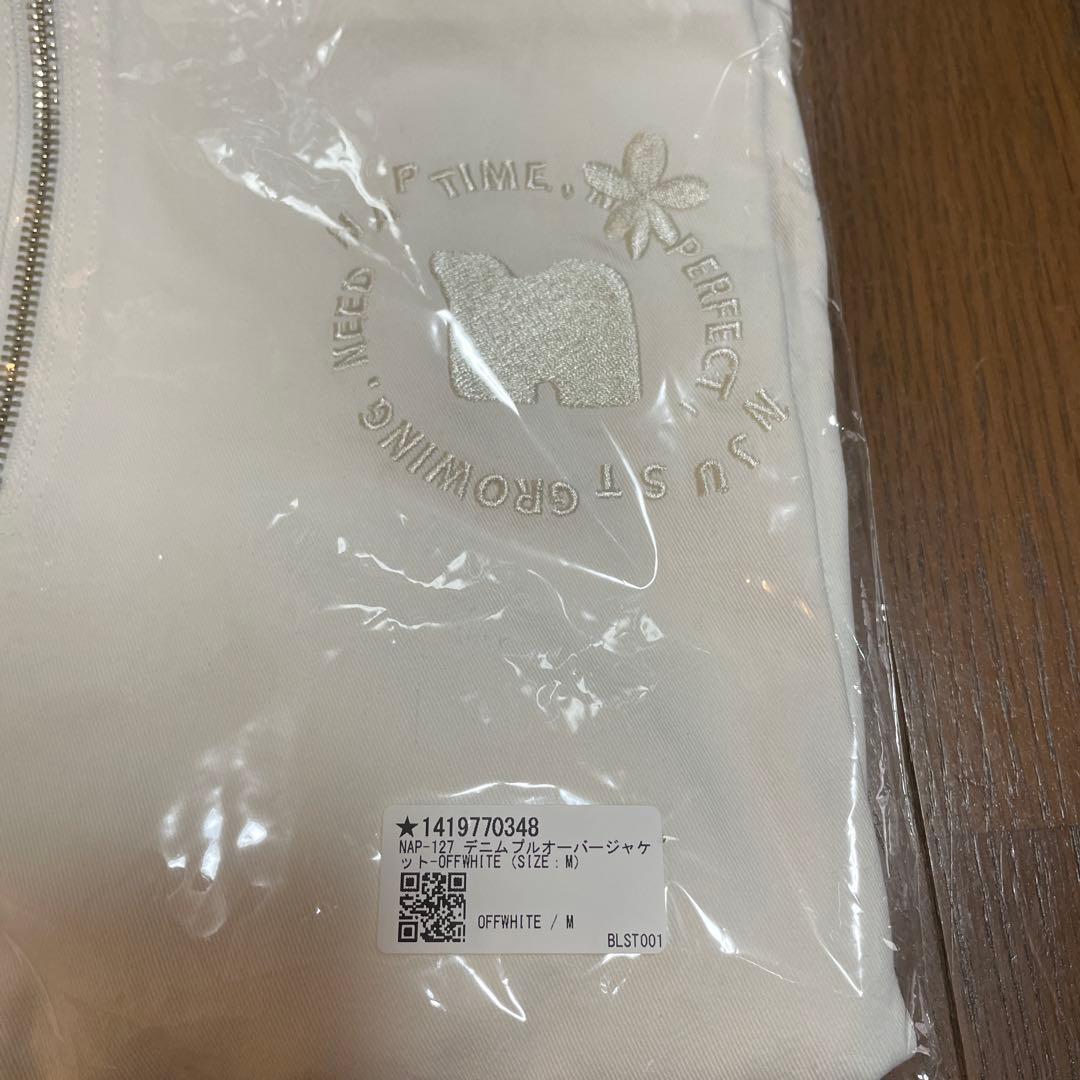 NEED NAP TIME,
PERFECT,
N JUST GROWING,
★1419770348
NAP-127 デニムプルオーバージャケ
ット-OFFWHITE (SIZE:M)
OFFWHITE / M
BLST001